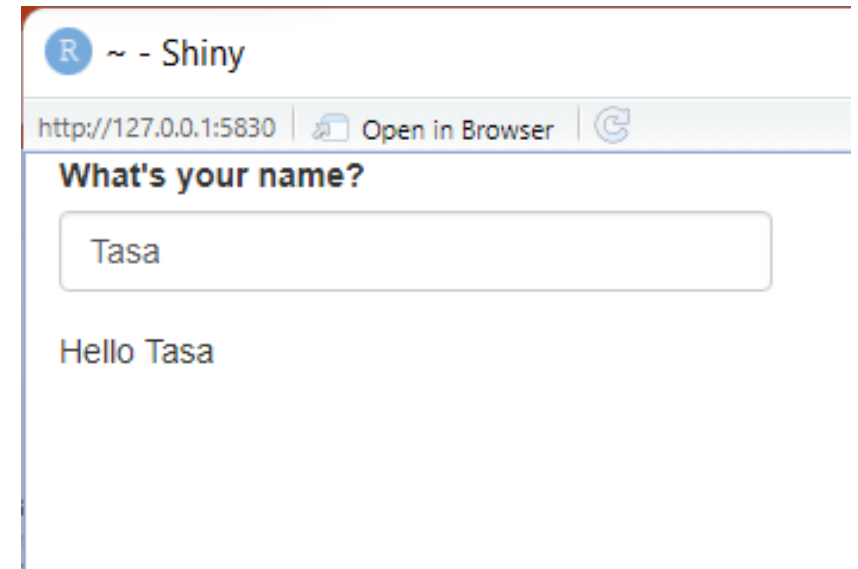 R ~ - Shiny
http://127.0.0.1:5830 Open in Browser
What's your name?
Tasa
Hello Tasa